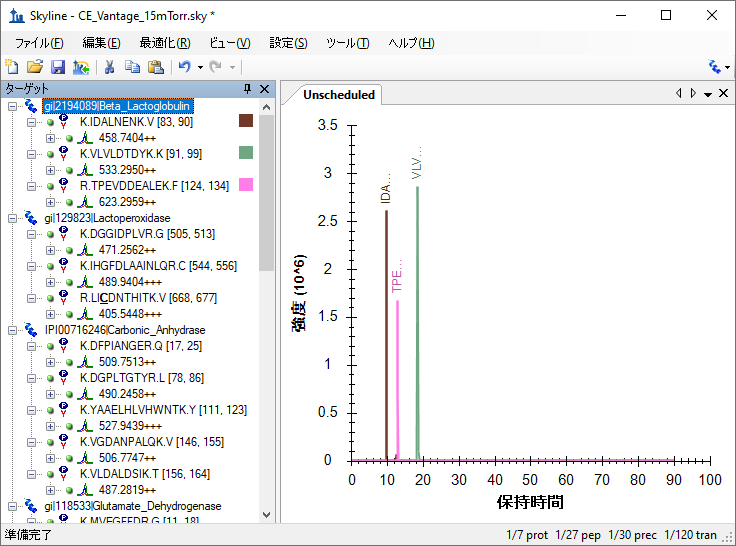 Skyline - CE_Vantage_15mTorr.sky *
ファイル(F) 編集(E) 最適化(R) ビュー(V) 設定(S) ツール(T) ヘルプ(H)
ターゲット
gi|2194089|Beta_Lactoglobulin
K.IDALNENK.V [83, 90]
458.7404++
K.VLVLDTDYK.K [91, 99]
533.2950++
R.TPEVDDEALEK.F [124, 134]
623.2959++
gi|129823|Lactoperoxidase
K.DGGIDPLVR.G [505, 513]
471.2562++
K.IHGFDLAAINLQR.C [544, 556]
489.9404+++
R.LICDNTHITK.V [668, 677]
405.5448+++
IPI00716246|Carbonic_Anhydrase
K.DFPIANGER.Q [17, 25]
509.7513++
K.DGPLTGTYR.L [78, 86]
490.2458++
K.YAAELHLVHWNTK.Y [111, 123]
527.9439+++
K.VGDANPALQK.V [146, 155]
506.7747++
K.VLDALDSIK.T [156, 164]
487.2819++
gi|118533|Glutamate_Dehydrogenase
K.MVEGFFDR.G [11, 18]
Unscheduled
3.5
3
2.5
2
1.5
1
0.5
0
強度 (10^6)
IDA...
TPE...
VLV...
0 10 20 30 40 50 60 70 80 90 100
保持時間
準備完了
1/7 prot 1/27 pep 1/30 prec 1/120 tran